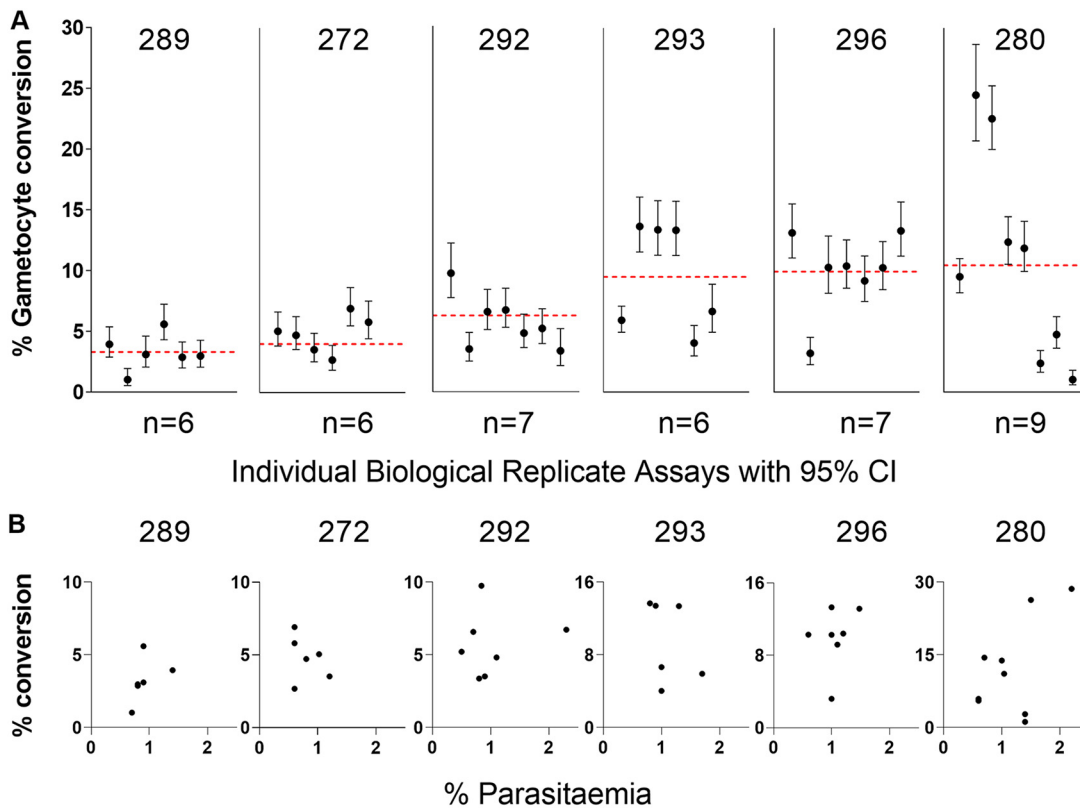 A
289 272 292 293 296 280
% Gametocyte conversion
30
25
20
15
10
5
0
n=6 n=6 n=7 n=6 n=7 n=9
Individual Biological Replicate Assays with 95% CI
B
289 272 292 293 296 280
% conversion
10 10 10 16 16 30
5 5 5 8 8 15
0 0 0 0 0 0
0 1 2 0 1 2 0 1 2 0 1 2 0 1 2 0 1 2
% Parasitaemia